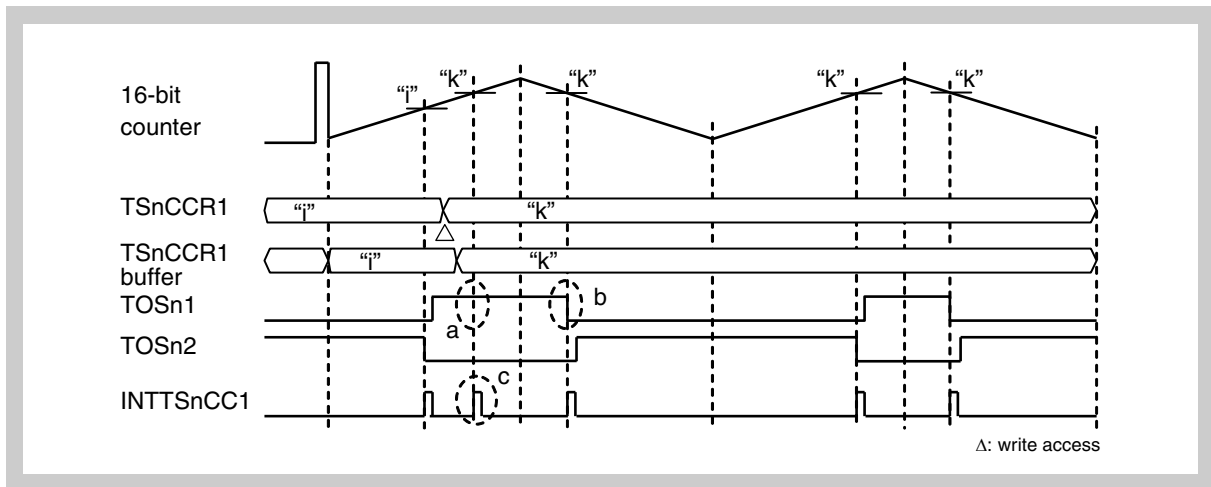 16-bit
counter
“i”
“k”
“k”
“k”
“k”
TSnCCR1
“i”
“k”
TSnCCR1
buffer
“i”
“k”
TOSn1
a
b
TOSn2
INTTSnCC1
c
Δ: write access